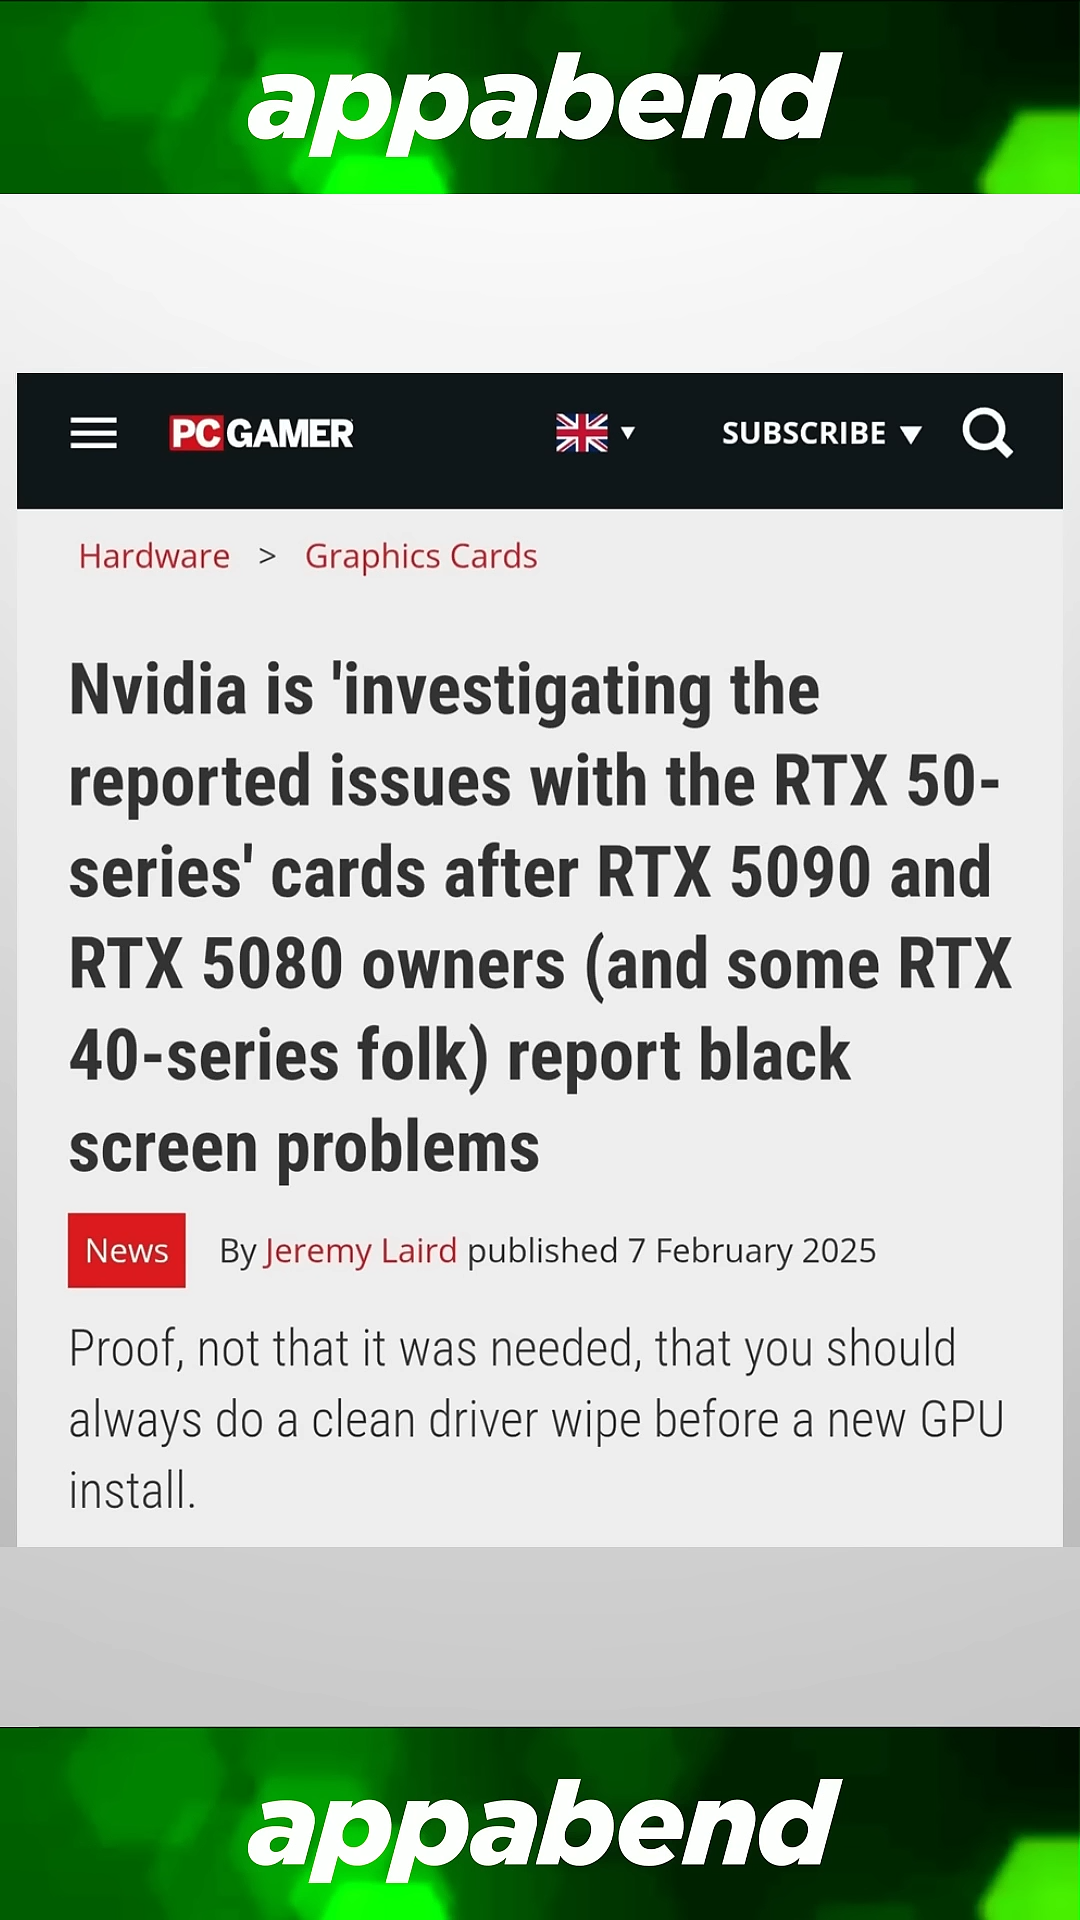 appabend
PC GAMER
SUBSCRIBE
Hardware > Graphics Cards
Nvidia is 'investigating the
reported issues with the RTX 50-
series' cards after RTX 5090 and
RTX 5080 owners (and some RTX
40-series folk) report black
screen problems
News By Jeremy Laird published 7 February 2025
Proof, not that it was needed, that you should
always do a clean driver wipe before a new GPU
install.
appabend